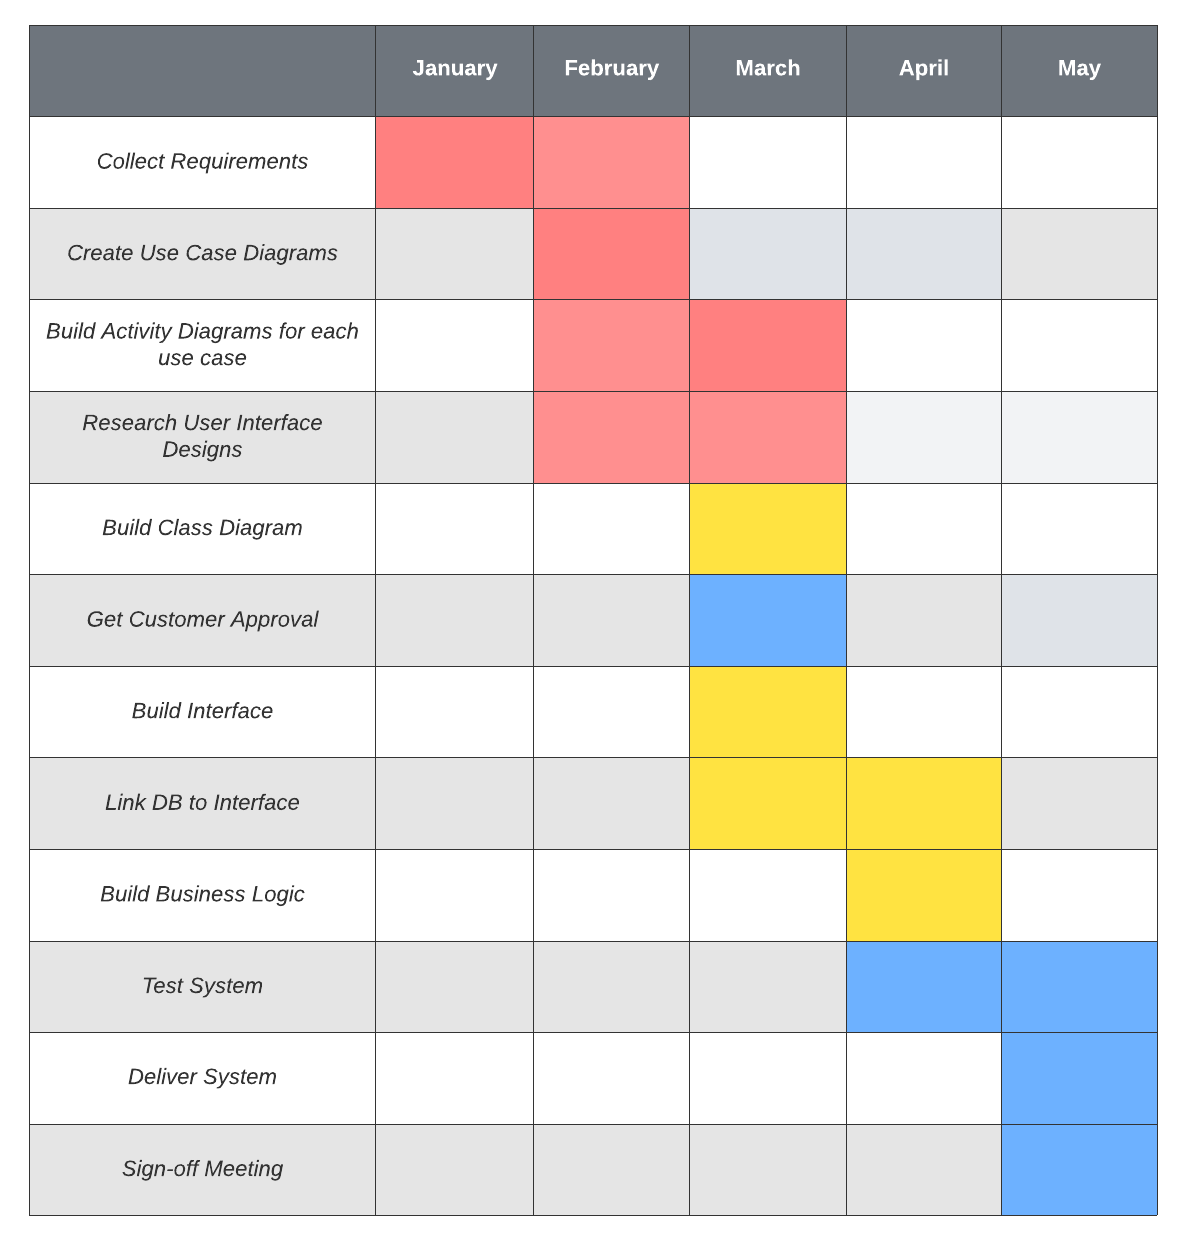 January February March April May
Collect Requirements
Create Use Case Diagrams
Build Activity Diagrams for each
use case
Research User Interface
Designs
Build Class Diagram
Get Customer Approval
Build Interface
Link DB to Interface
Build Business Logic
Test System
Deliver System
Sign-off Meeting